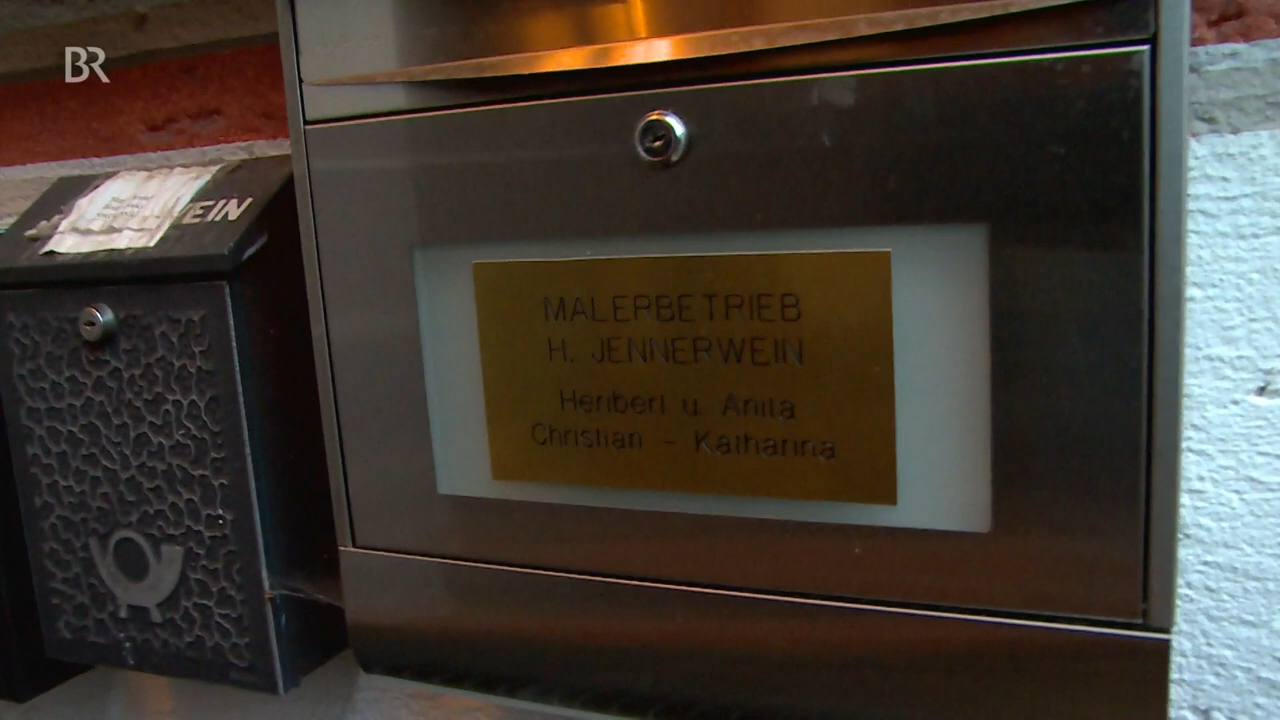 BR
WEIN
MALERBETRIEB
H. JENNERWEIN
Heribert u. Anita
Christian - Katharina